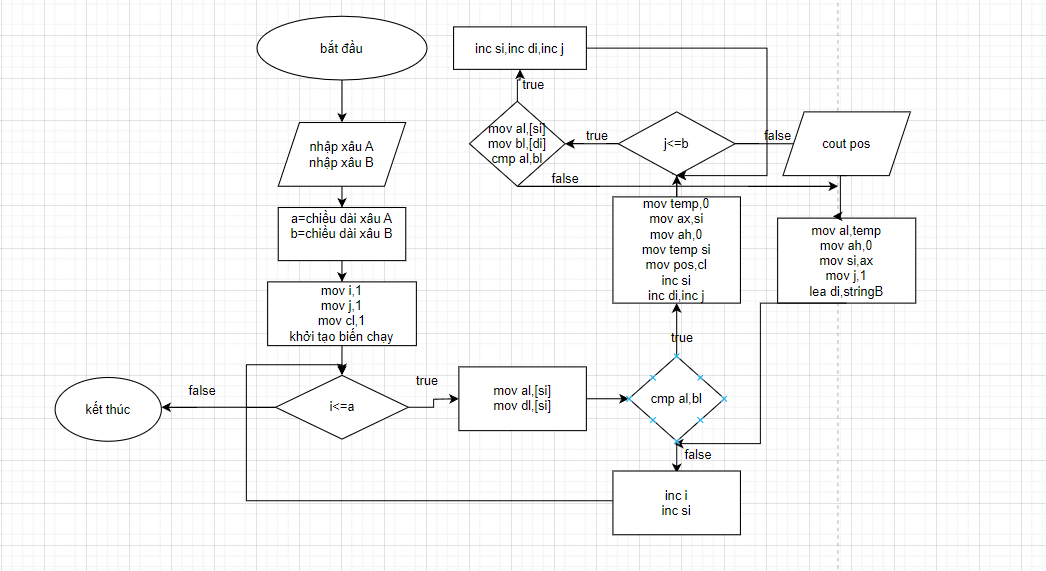 bắt đầu
nhập xâu A
nhập xâu B
a=chiều dài xâu A
b=chiều dài xâu B
mov i,1
mov j,1
mov cl,1
khởi tạo biến chạy
i<=a
false
kết thúc
true
mov al,[si]
mov dl,[si]
cmp al,bl
true
false
inc i
inc si
mov temp,0
mov ax,si
mov ah,0
mov temp si
mov pos,cl
inc si
inc di,inc j
j<=b
true
false
mov al,[si]
mov bl,[di]
cmp al,bl
true
false
inc si,inc di,inc j
cout pos
mov al,temp
mov ah,0
mov si,ax
mov j,1
lea di,stringB